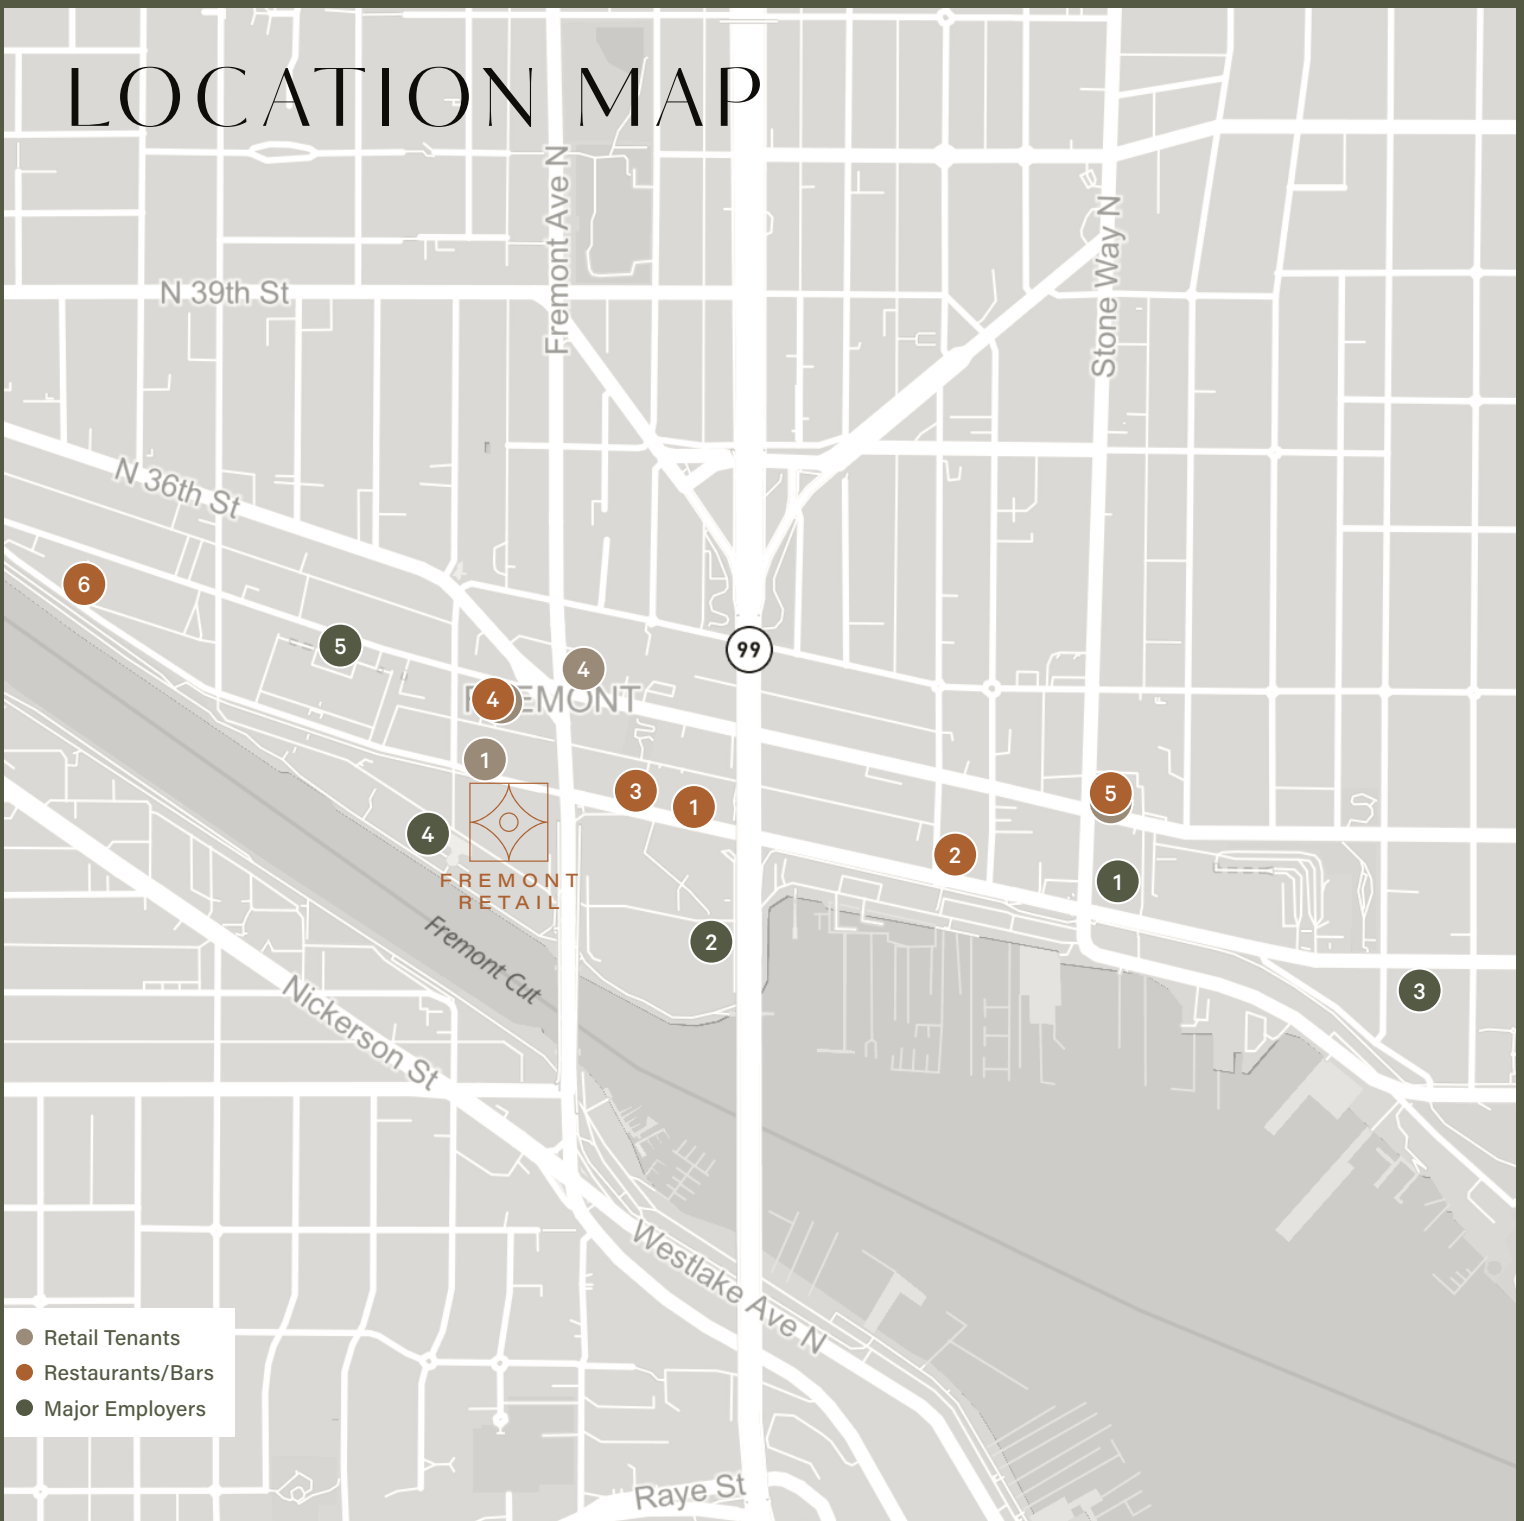 LOCATION MAP
Fremont Ave N
Stone Way N
N 39th St
N 36th St
6
5
99
4
4
FREMONT
1
3
1
5
4
2
1
FREMONT
RETAIL
2
Fremont Cut
3
Nickerson St
Westlake Ave N
Retail Tenants
Restaurants/Bars
Major Employers
Raye St